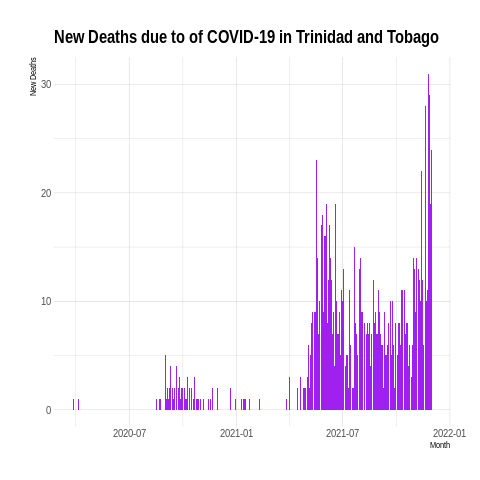 New Deaths due to of COVID-19 in Trinidad and Tobago
New Deaths
30
20
10
0
2020-07
2021-01
2021-07
2022-01
Month